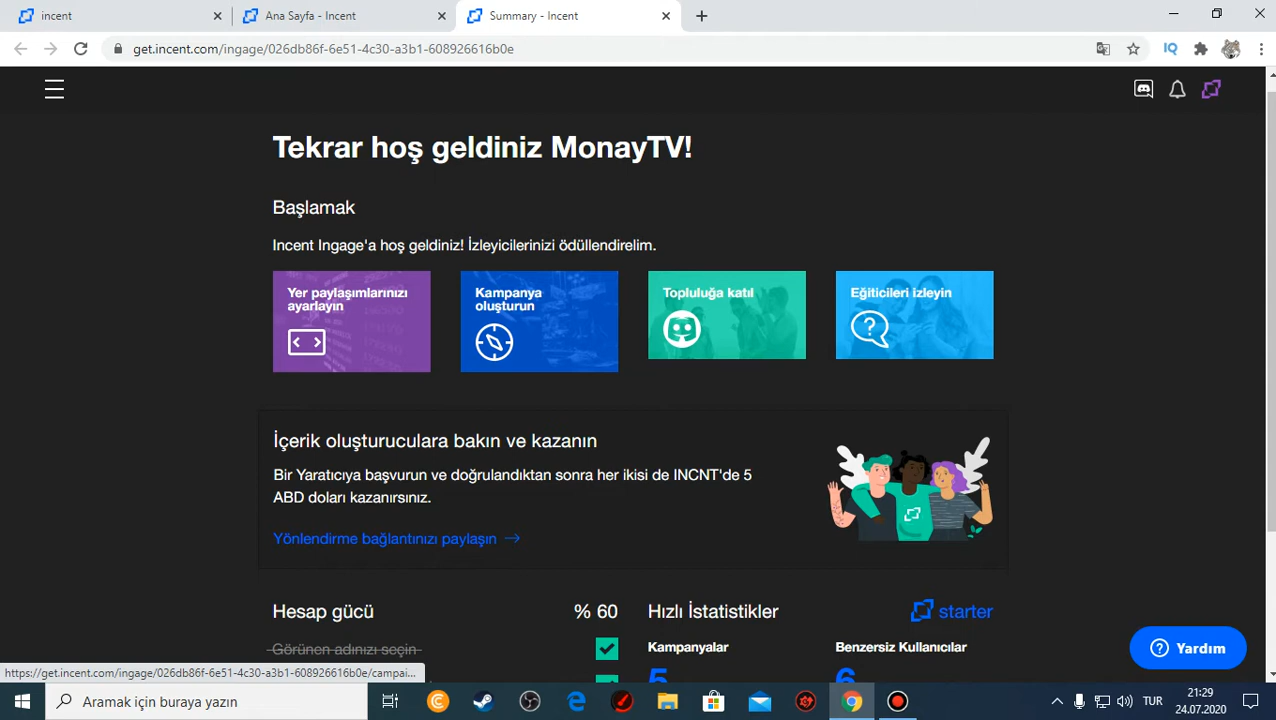 incent
Ana Sayfa - Incent
Summary - Incent
get.incent.com/ingage/026db86f-6e51-4c30-a3b1-608926616b0e
IQ
Tekrar hoş geldiniz MonayTV!
Başlamak
Incent Ingage'a hoş geldiniz! İzleyicilerinizi ödüllendirelim.
Yer paylaşımlarınızı
ayarlayın
Kampanya
oluşturun
Topluluğa katıl
Eğiticileri izleyin
İçerik oluşturuculara bakın ve kazanın
Bir Yaratıcıya başvurun ve doğrulandıktan sonra her ikisi de INCNT'de 5
ABD doları kazanırsınız.
Yönlendirme bağlantınızı paylaşın →
Hesap gücü
% 60
Hızlı İstatistikler
starter
Görünen adınızı seçin
Kampanyalar
Benzersiz Kullanıcılar
5
6
Yardım
https://get.incent.com/ingage/026db86f-6e51-4c30-a3b1-608926616b0e/campai...
Aramak için buraya yazın
TUR
21:29
24.07.2020